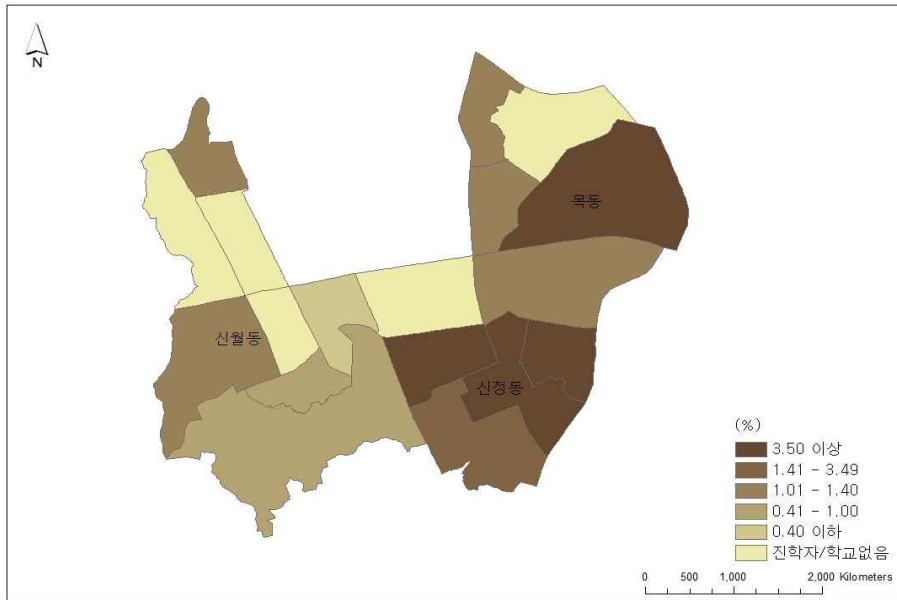 N
목동
신월동
신정동
(%)
3.50 이상
1.41 - 3.49
1.01 - 1.40
0.41 - 1.00
0.40 이하
진학자/학교없음
0 500 1,000 2,000 Kilometers